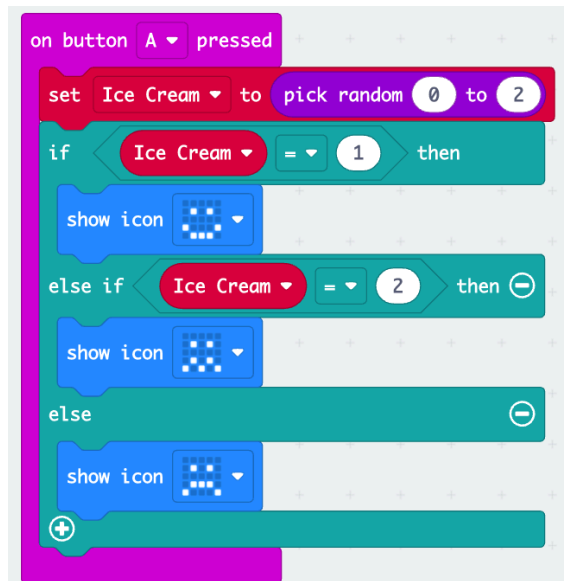 on button A pressed
set Ice Cream to pick random 0 to 2
if Ice Cream = 1 then
show icon
else if Ice Cream = 2 then
show icon
else
show icon